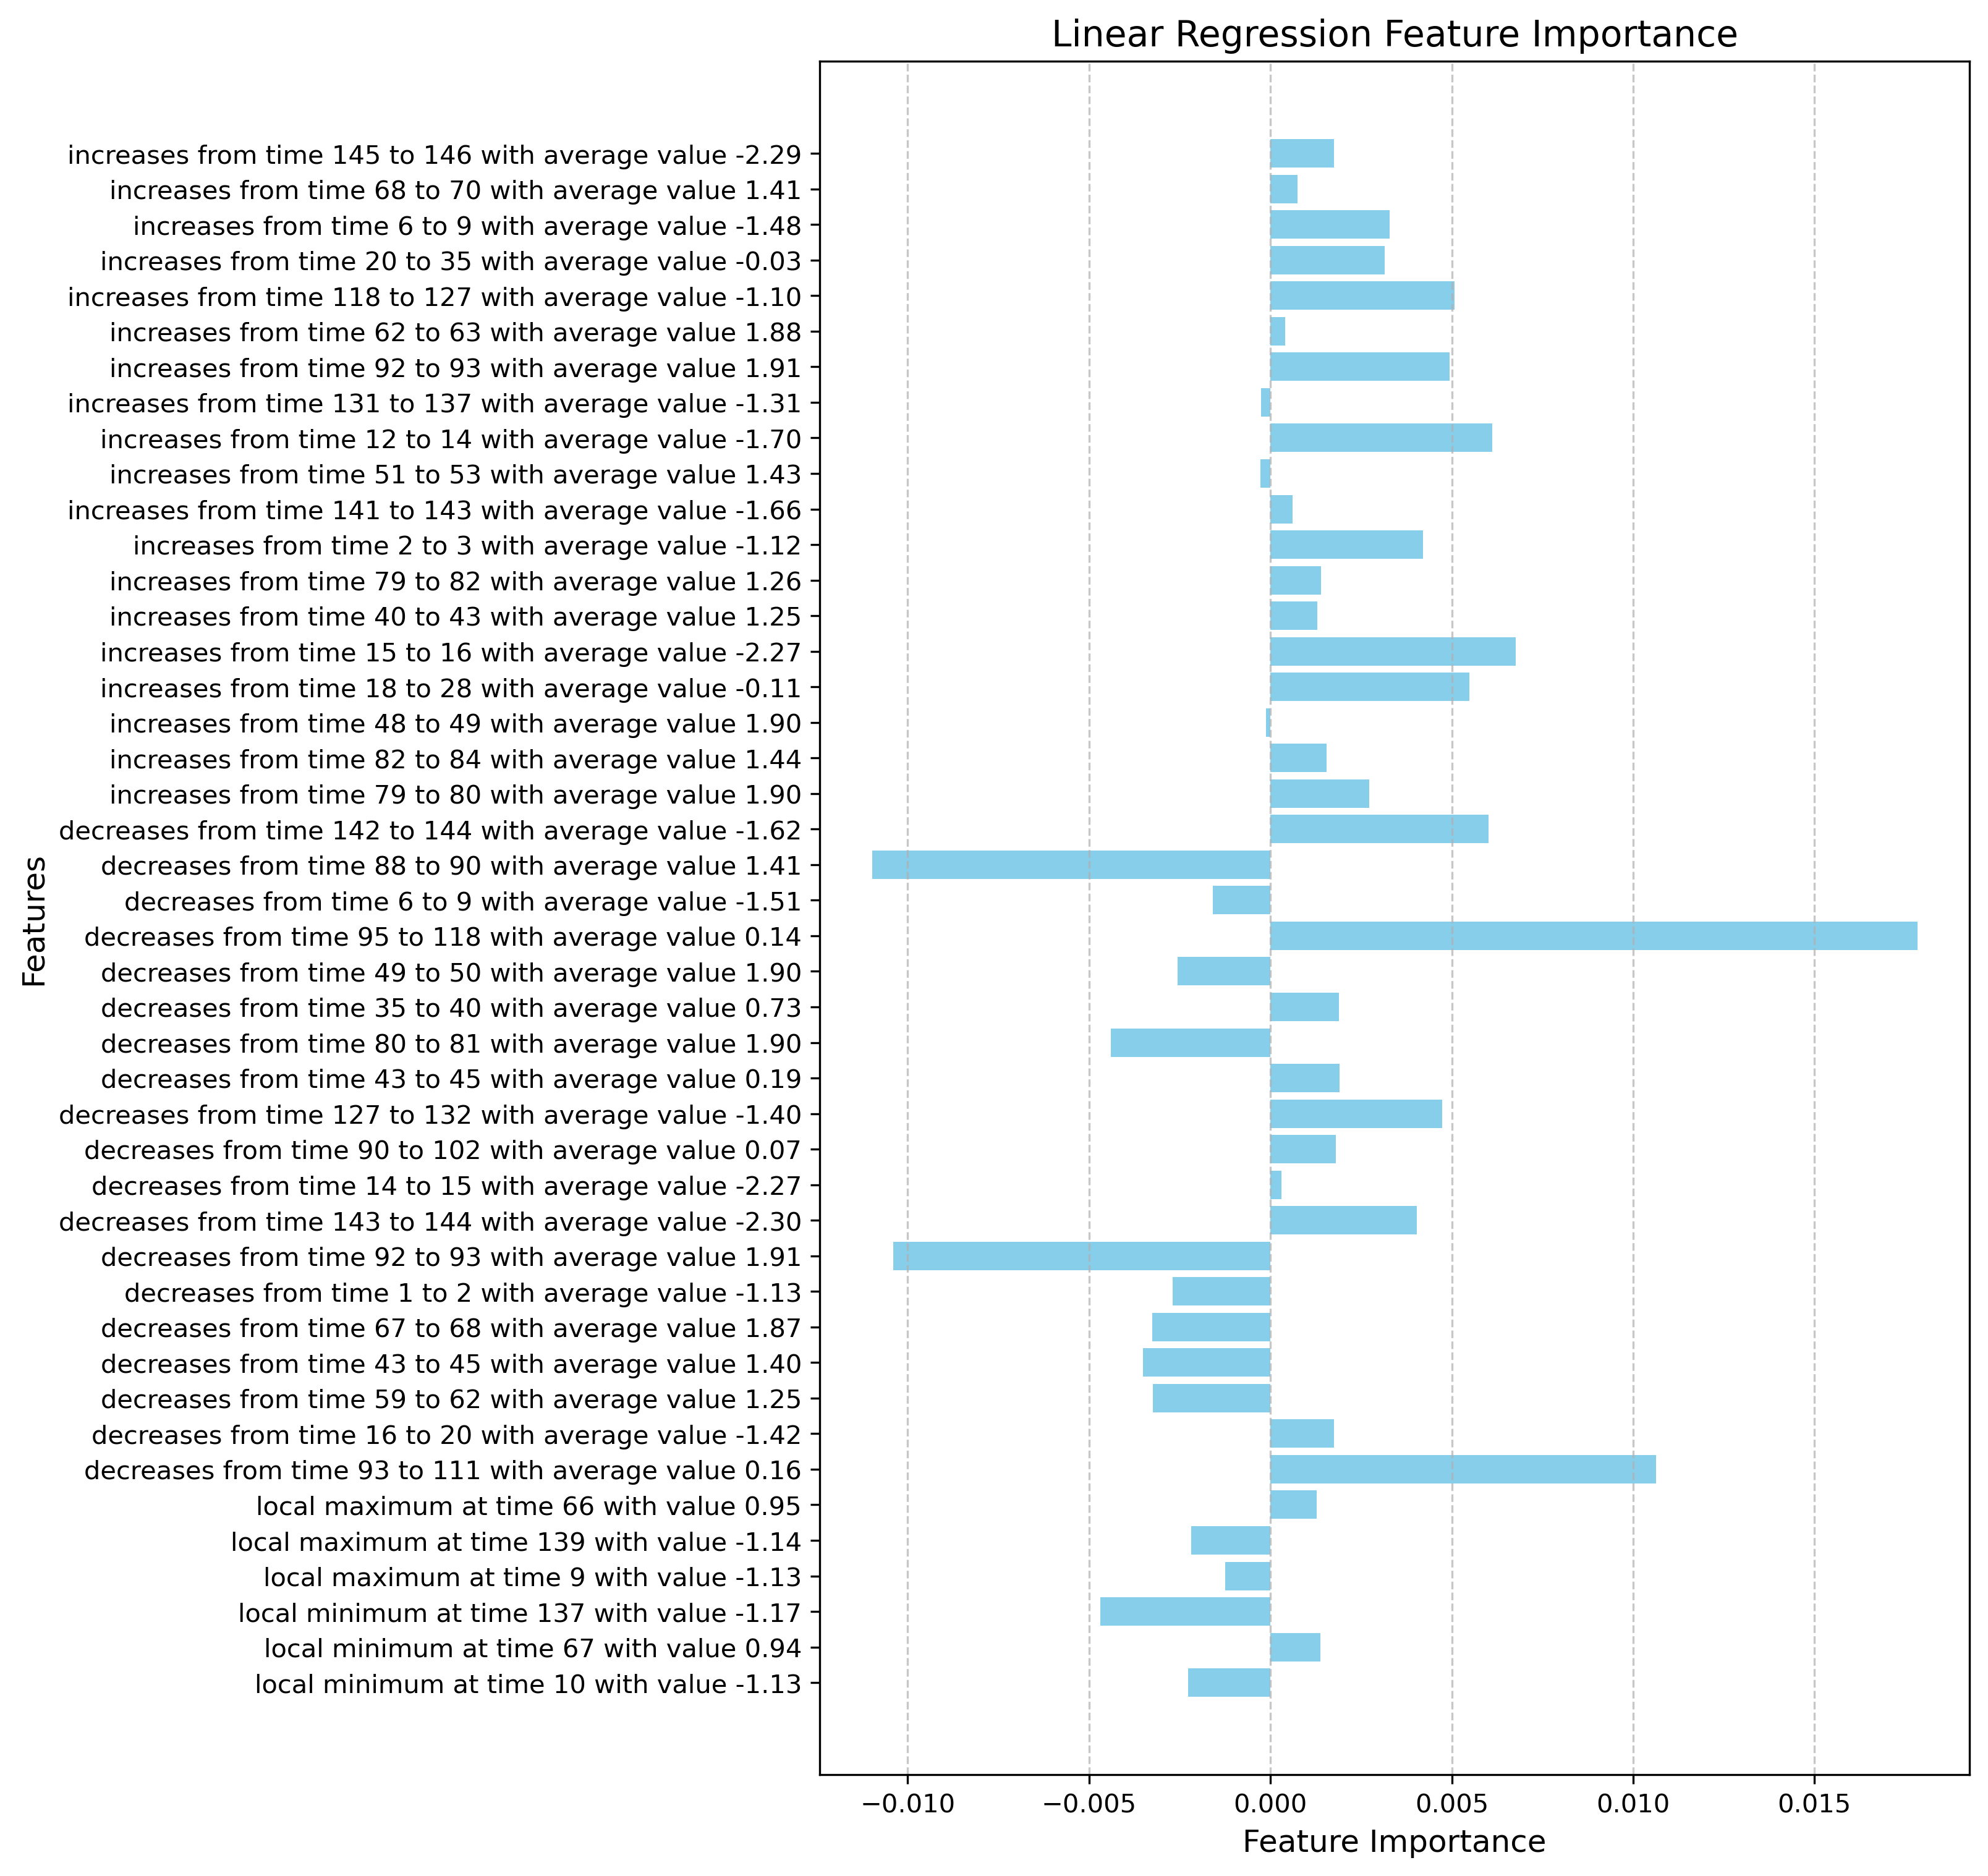 Linear Regression Feature Importance
increases from time 145 to 146 with average value -2.29
increases from time 68 to 70 with average value 1.41
increases from time 6 to 9 with average value -1.48
increases from time 20 to 35 with average value -0.03
increases from time 118 to 127 with average value -1.10
increases from time 62 to 63 with average value 1.88
increases from time 92 to 93 with average value 1.91
increases from time 131 to 137 with average value -1.31
increases from time 12 to 14 with average value -1.70
increases from time 51 to 53 with average value 1.43
increases from time 141 to 143 with average value -1.66
increases from time 2 to 3 with average value -1.12
increases from time 79 to 82 with average value 1.26
increases from time 40 to 43 with average value 1.25
increases from time 15 to 16 with average value -2.27
increases from time 18 to 28 with average value -0.11
increases from time 48 to 49 with average value 1.90
increases from time 82 to 84 with average value 1.44
increases from time 79 to 80 with average value 1.90
decreases from time 142 to 144 with average value -1.62
decreases from time 88 to 90 with average value 1.41
decreases from time 6 to 9 with average value -1.51
decreases from time 95 to 118 with average value 0.14
decreases from time 49 to 50 with average value 1.90
decreases from time 35 to 40 with average value 0.73
decreases from time 80 to 81 with average value 1.90
decreases from time 43 to 45 with average value 0.19
decreases from time 127 to 132 with average value -1.40
decreases from time 90 to 102 with average value 0.07
decreases from time 14 to 15 with average value -2.27
decreases from time 143 to 144 with average value -2.30
decreases from time 92 to 93 with average value 1.91
decreases from time 1 to 2 with average value -1.13
decreases from time 67 to 68 with average value 1.87
decreases from time 43 to 45 with average value 1.40
decreases from time 59 to 62 with average value 1.25
decreases from time 16 to 20 with average value -1.42
decreases from time 93 to 111 with average value 0.16
local maximum at time 66 with value 0.95
local maximum at time 139 with value -1.14
local maximum at time 9 with value -1.13
local minimum at time 137 with value -1.17
local minimum at time 67 with value 0.94
local minimum at time 10 with value -1.13
Features
−0.010 −0.005 0.000 0.005 0.010 0.015
Feature Importance